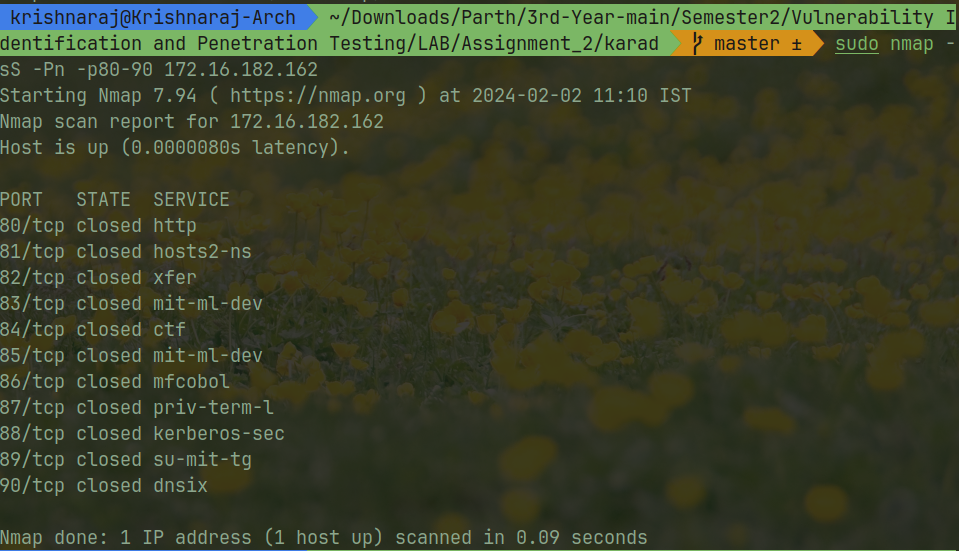 krishnaraj@Krishnaraj-Arch ~/Downloads/Parth/3rd-Year-main/Semester2/Vulnerability I
dentification and Penetration Testing/LAB/Assignment_2/karad master ± sudo nmap -
sS -Pn -p80-90 172.16.182.162
Starting Nmap 7.94 ( https://nmap.org ) at 2024-02-02 11:10 IST
Nmap scan report for 172.16.182.162
Host is up (0.0000080s latency).
PORT   STATE  SERVICE
80/tcp closed http
81/tcp closed hosts2-ns
82/tcp closed xfer
83/tcp closed mit-ml-dev
84/tcp closed ctf
85/tcp closed mit-ml-dev
86/tcp closed mfcobol
87/tcp closed priv-term-l
88/tcp closed kerberos-sec
89/tcp closed su-mit-tg
90/tcp closed dnsix
Nmap done: 1 IP address (1 host up) scanned in 0.09 seconds